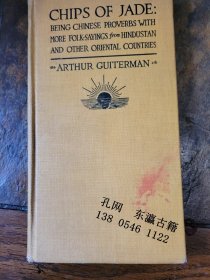 CHIPS OF JADE:
BEING CHINESE PROVERBS WITH
MORE FOLK-SAYINGS from HINDUSTAN
AND OTHER ORIENTAL COUNTRIES
ARTHUR GUITERMAN
孔网 东瀛古籍
138 0546 1122